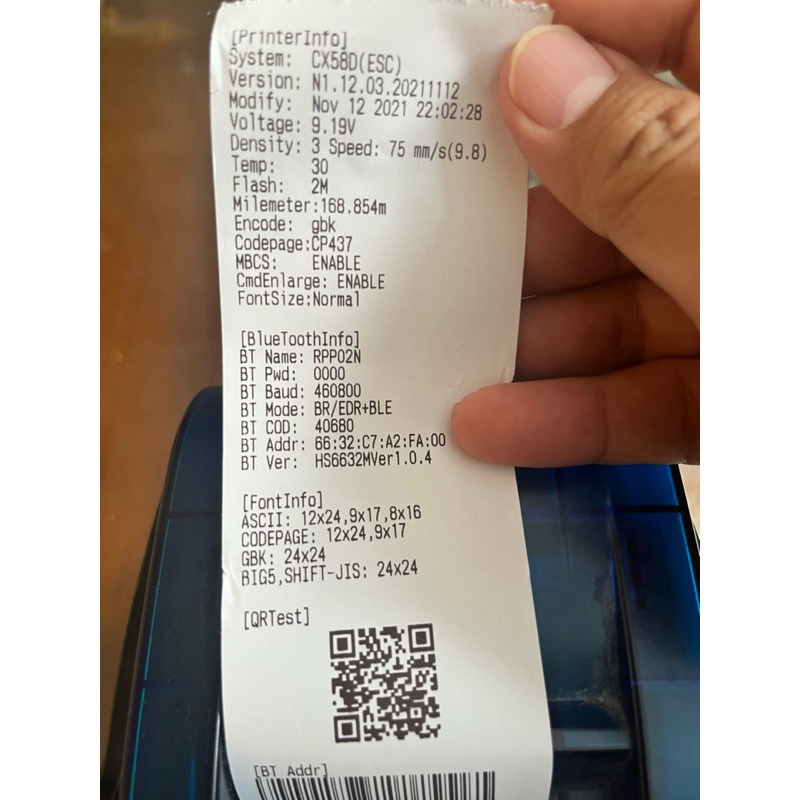 [PrinterInfo]
System: CX58D(ESC)
Version: N1.12.03.20211112
Modify: Nov 12 2021 22:02:28
Voltage: 9.19V
Density: 3 Speed: 75 mm/s(9.8)
Temp: 30
Flash: 2M
Milemeter:168.854m
Encode: gbk
Codepage:CP437
MBCS: ENABLE
CmdEnlarge: ENABLE
FontSize:Normal
[BlueToothInfo]
BT Name: RPP02N
BT Pwd: 0000
BT Baud: 460800
BT Mode: BR/EDR+BLE
BT COD: 40680
BT Addr: 66:32:C7:A2:FA:00
BT Ver: HS6632MVer1.0.4
[FontInfo]
ASCII: 12x24,9x17,8x16
CODEPAGE: 12x24,9x17
GBK: 24x24
BIG5,SHIFT-JIS: 24x24
[QRTest]
[BT Addr]